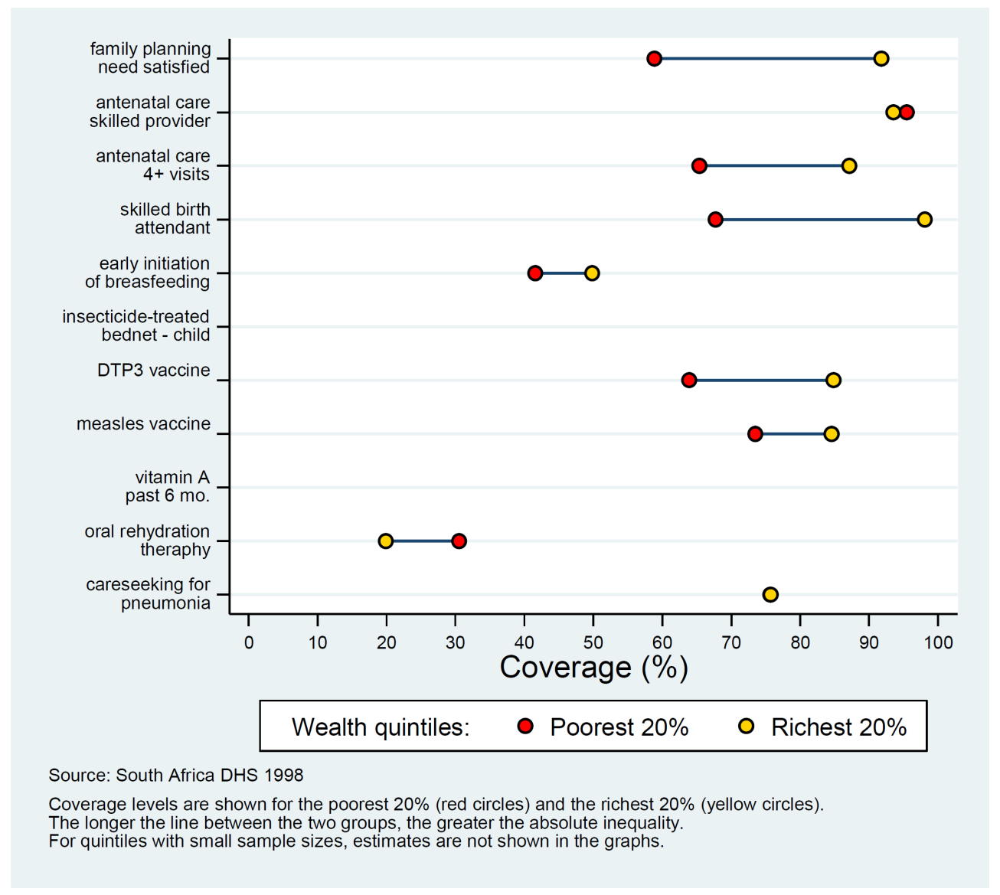 family planning
need satisfied
antenatal care
skilled provider
antenatal care
4+ visits
skilled birth
attendant
early initiation
of breasfeeding
insecticide-treated
bednet - child
DTP3 vaccine
measles vaccine
vitamin A
past 6 mo.
oral rehydration
theraphy
careseeking for
pneumonia
0 10 20 30 40 50 60 70 80 90 100
Coverage (%)
Wealth quintiles: Poorest 20% Richest 20%
Source: South Africa DHS 1998
Coverage levels are shown for the poorest 20% (red circles) and the richest 20% (yellow circles).
The longer the line between the two groups, the greater the absolute inequality.
For quintiles with small sample sizes, estimates are not shown in the graphs.